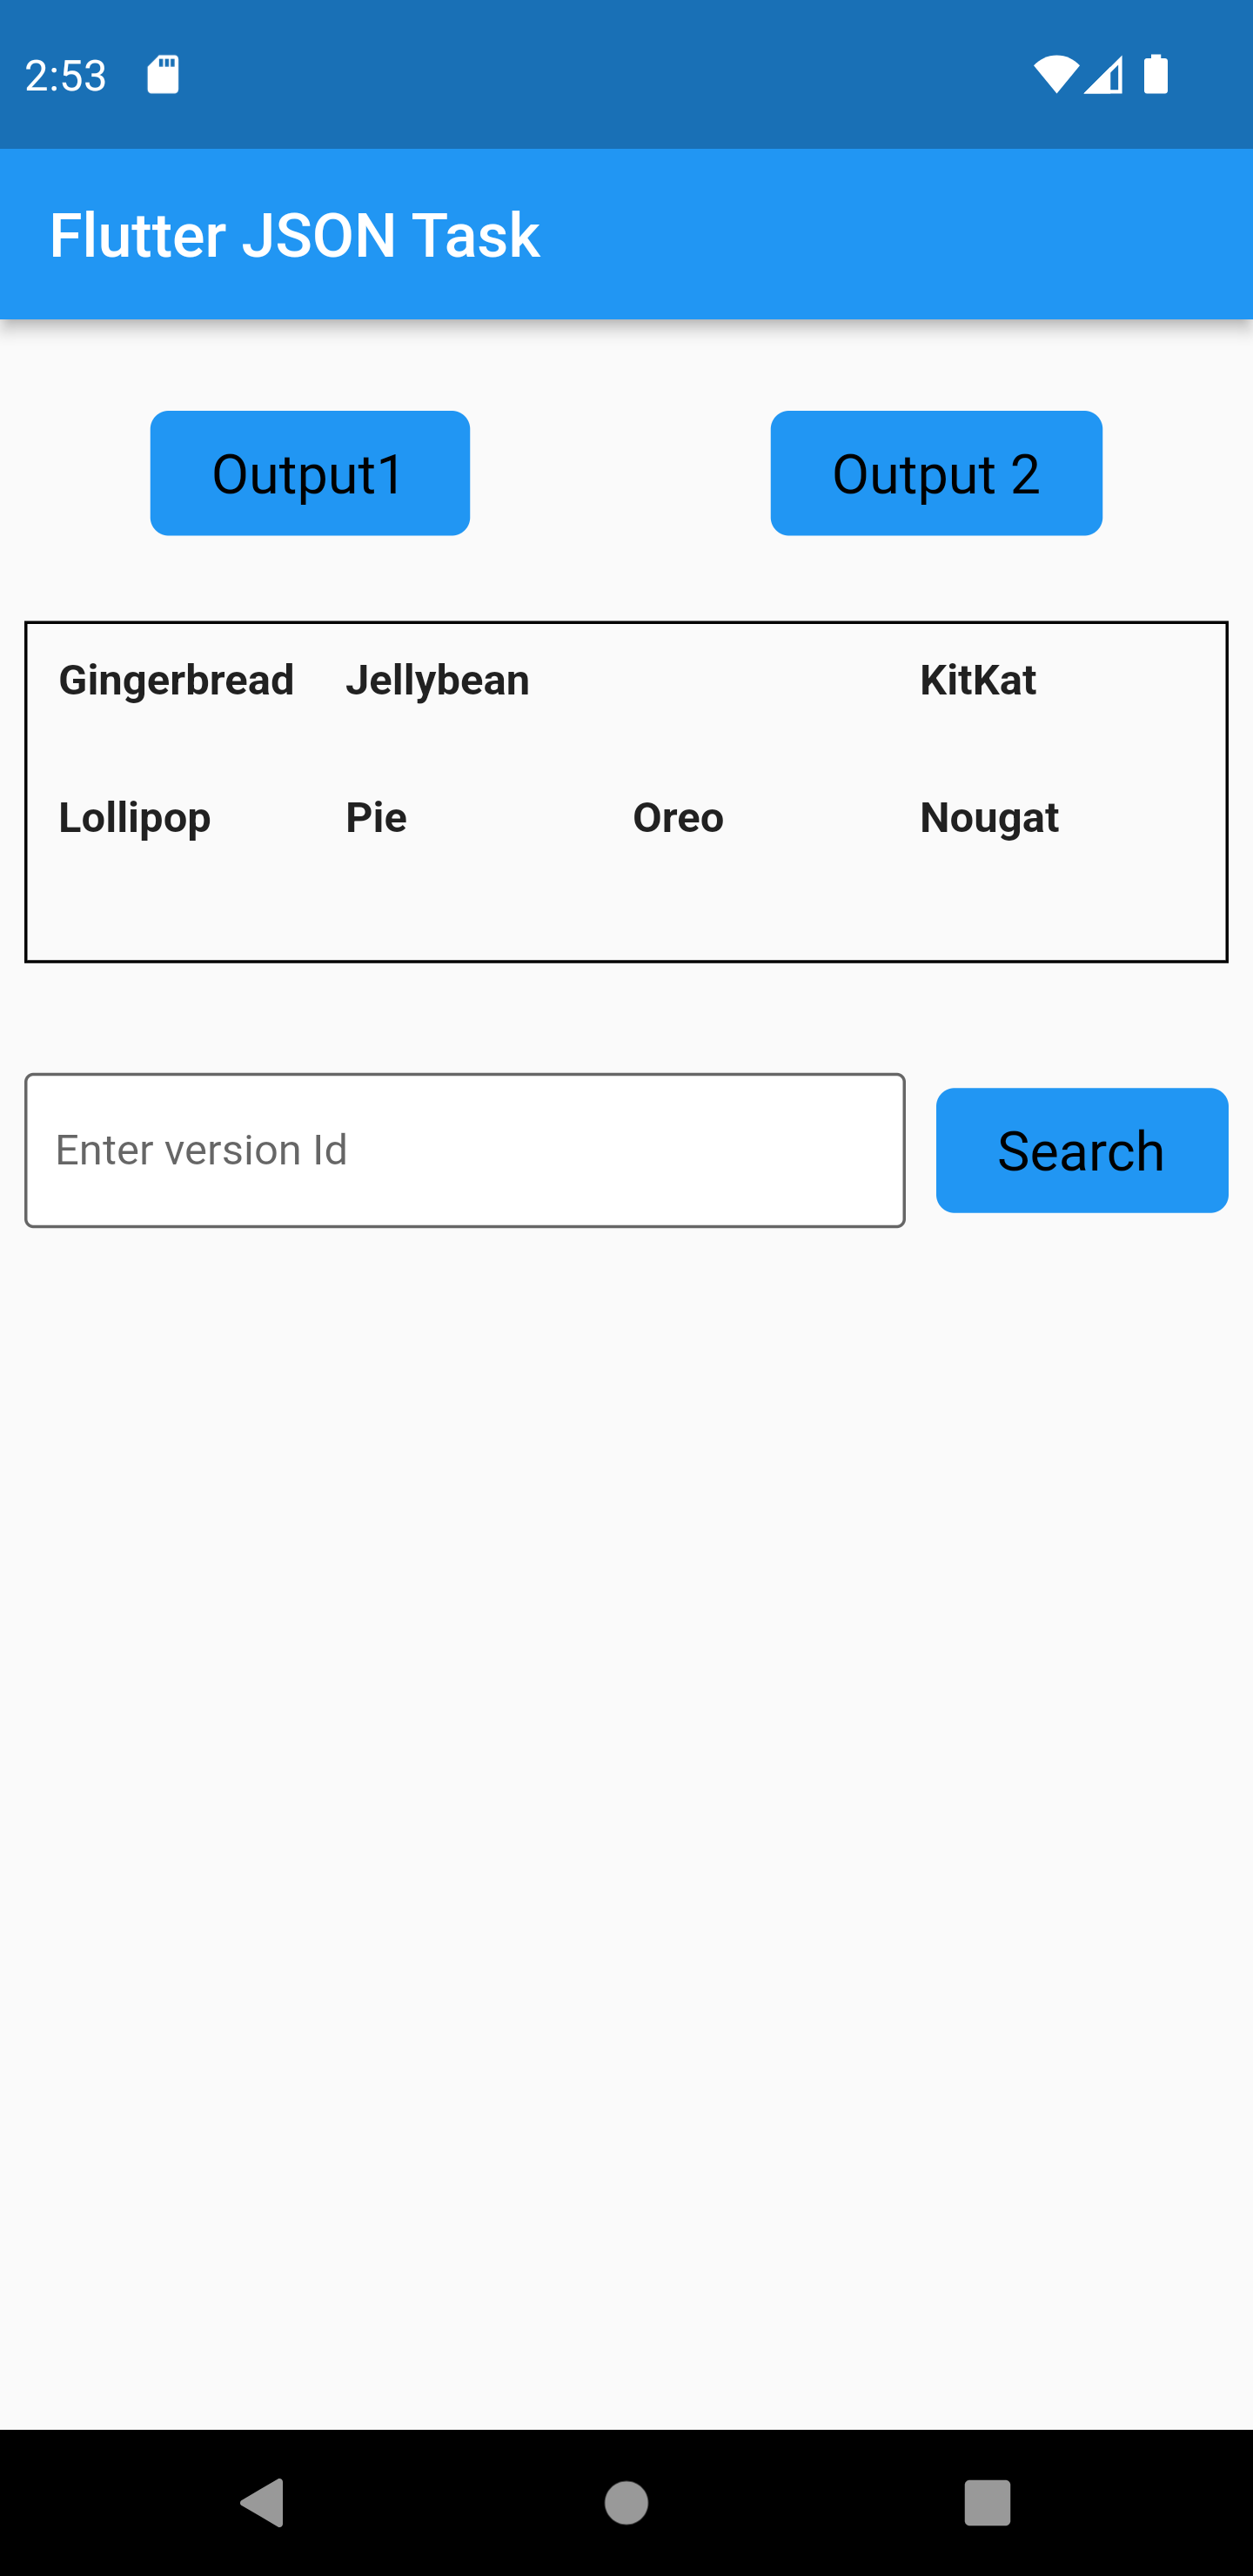 2:53
Flutter JSON Task
Output1 Output 2
Gingerbread Jellybean KitKat
Lollipop Pie Oreo Nougat
Enter version Id Search